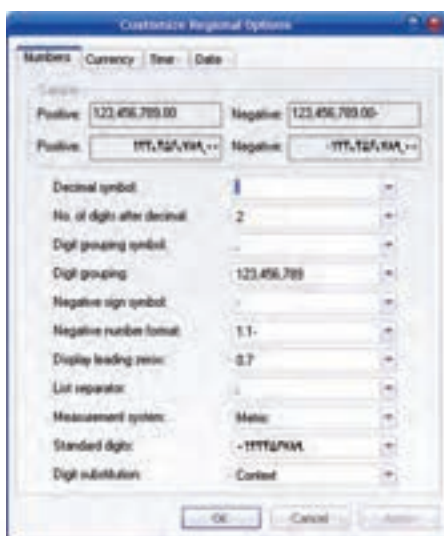 Customize Regional Options
Numbers Currency Time Date
Sample
Positive: 123,456,789.00 Negative: 123,456,789.00-
Positive: Negative:
Decimal symbol:
No. of digits after decimal: 2
Digit grouping symbol:
Digit grouping: 123,456,789
Negative sign symbol: -
Negative number format: 1.1-
Display leading zeros: 0.7
List separator:
Measurement system: Metric
Standard digits:
Digit substitution: Context
OK Cancel Apply